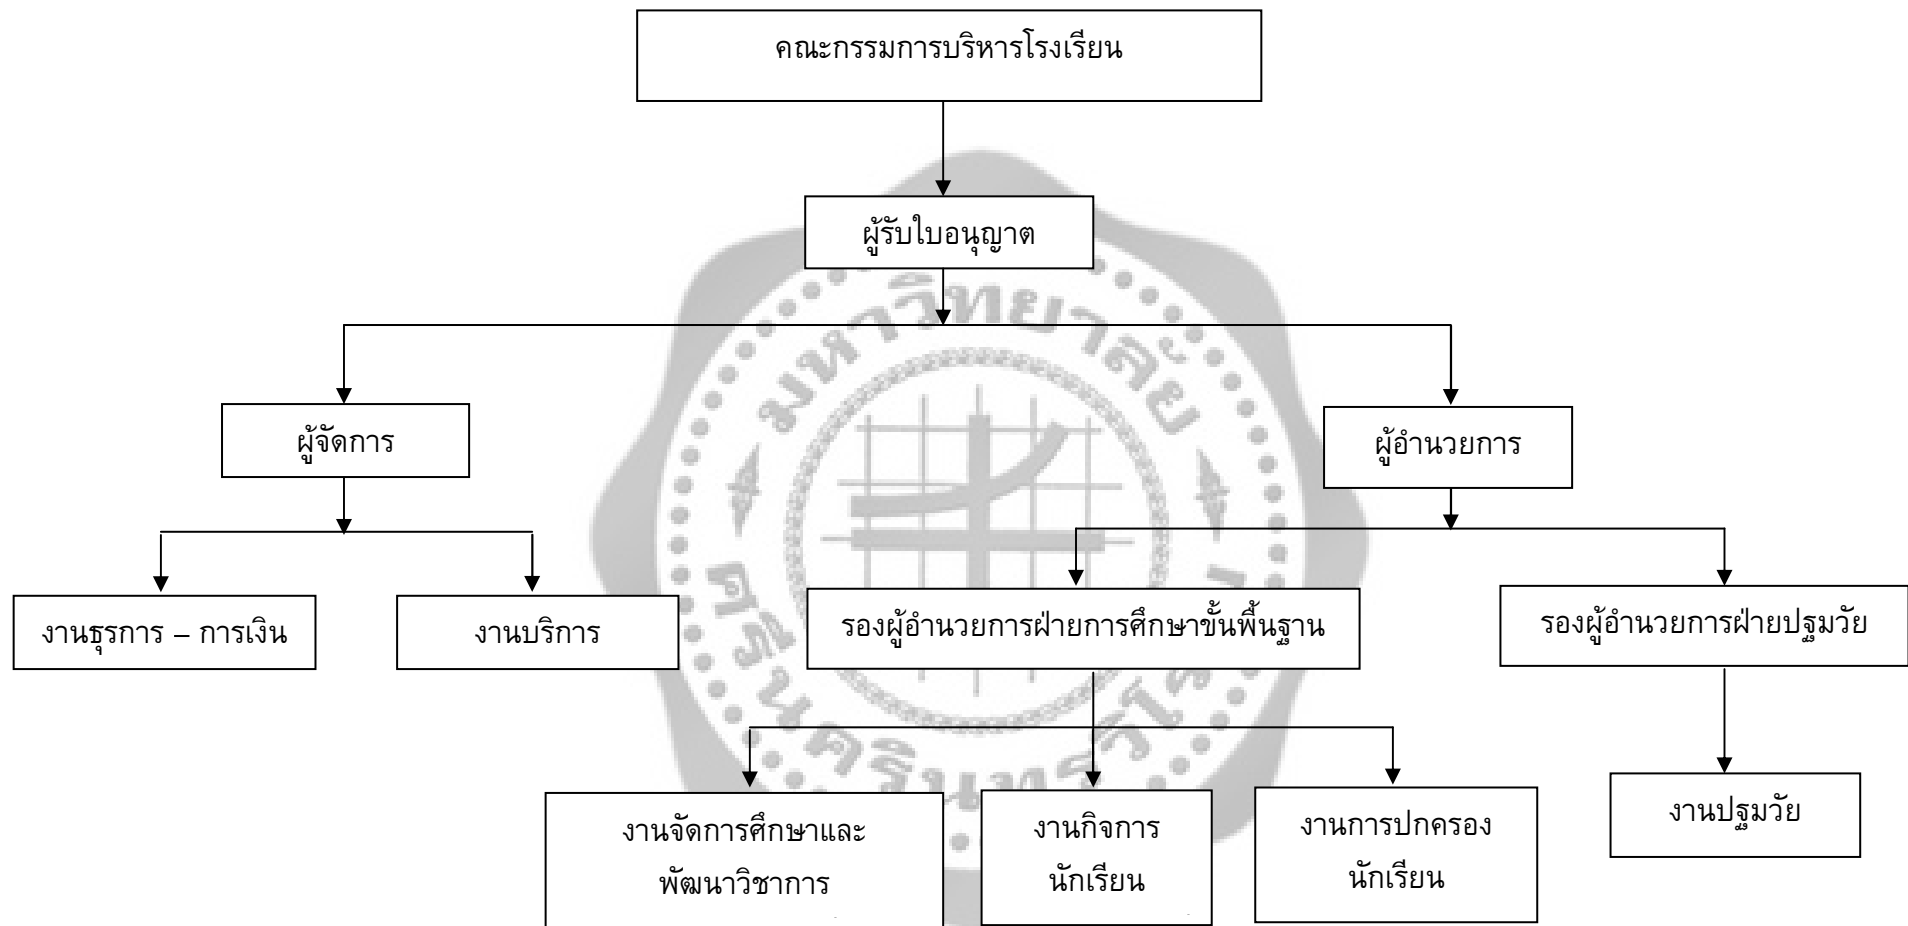 คณะกรรมการบริหารโรงเรียน
ผู้รับใบอนุญาต
มหาวิทยาลัย
ผู้จัดการ
ผู้อำนวยการ
งานธุรการ – การเงิน
งานบริการ
รองผู้อำนวยการฝ่ายการศึกษาขั้นพื้นฐาน
รองผู้อำนวยการฝ่ายปฐมวัย
งานจัดการศึกษาและ
พัฒนาวิชาการ
งานกิจการ
นักเรียน
งานการปกครอง
นักเรียน
งานปฐมวัย